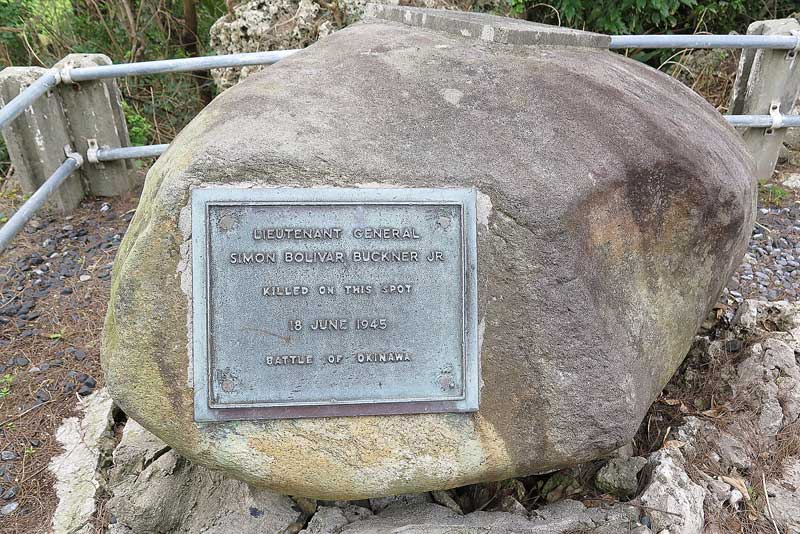 LIEUTENANT GENERAL
SIMON BOLIVAR BUCKNER JR
KILLED ON THIS SPOT
18 JUNE 1945
BATTLE OF OKINAWA